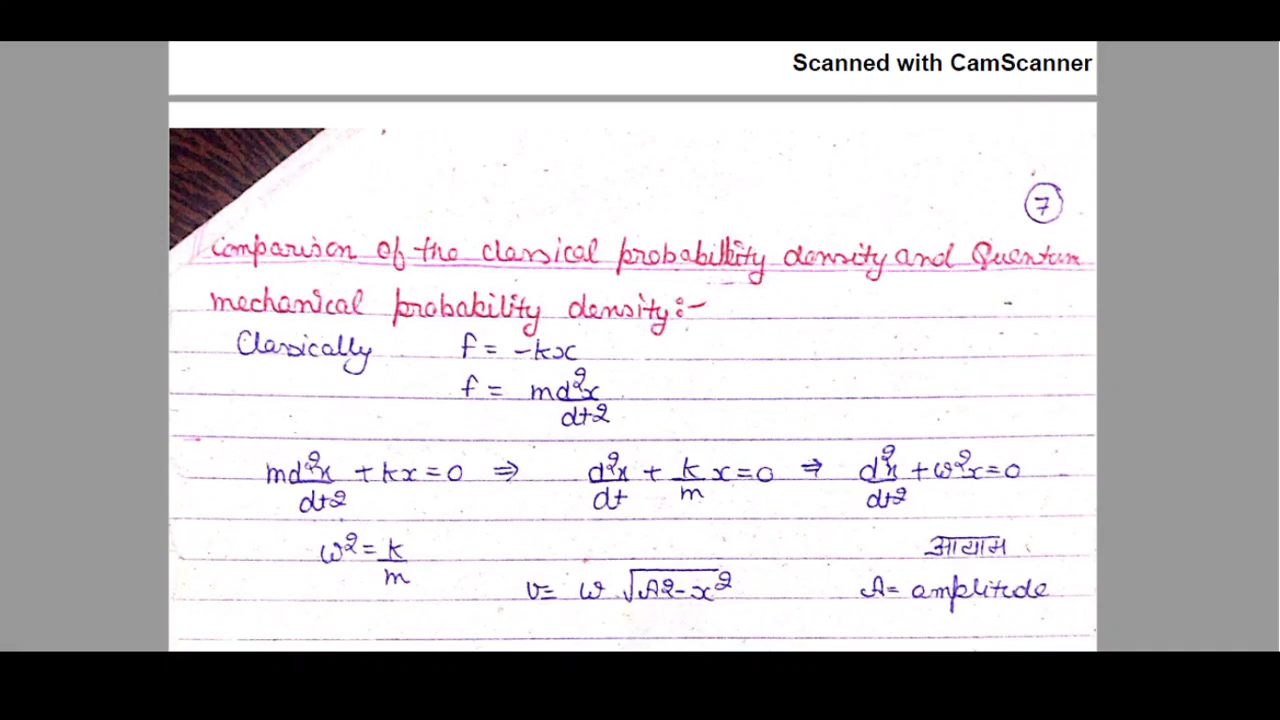 Scanned with CamScanner
7
Comparison of the classical probability density and Quantum
mechanical probability density:-
Classically f = -kx
f = md²x/dt2
md²x/dt2 + kx = 0 ⇒ d²x/dt + k/m x = 0 ⇒ d²x/dt2 + ω²x = 0
ω2 = k/m
आयाम
v = ω √A2-x² A = amplitude